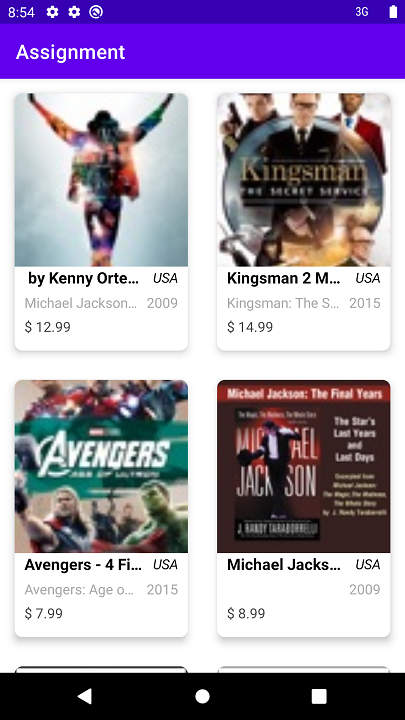 8:54
3G
Assignment
Kingsman
THE SECRET SERVICE
by Kenny Orte... USA
Michael Jackson... 2009
$ 12.99
Kingsman 2 M... USA
Kingsman: The S... 2015
$ 14.99
AVENGERS
AGE OF ULTRON
Michael Jackson: The Final Years
The Magic, The Madness, The Whole Story
MICHAEL
JACKSON
The Star's
Last Years
and
Last Days
Excerpted from
Michael Jackson:
The Magic, The Madness,
The Whole Story
by J. Randy Taraborrelli
J. RANDY TARABORRELLI
Avengers - 4 Fi... USA
Avengers: Age o... 2015
$ 7.99
Michael Jacks... USA
2009
$ 8.99